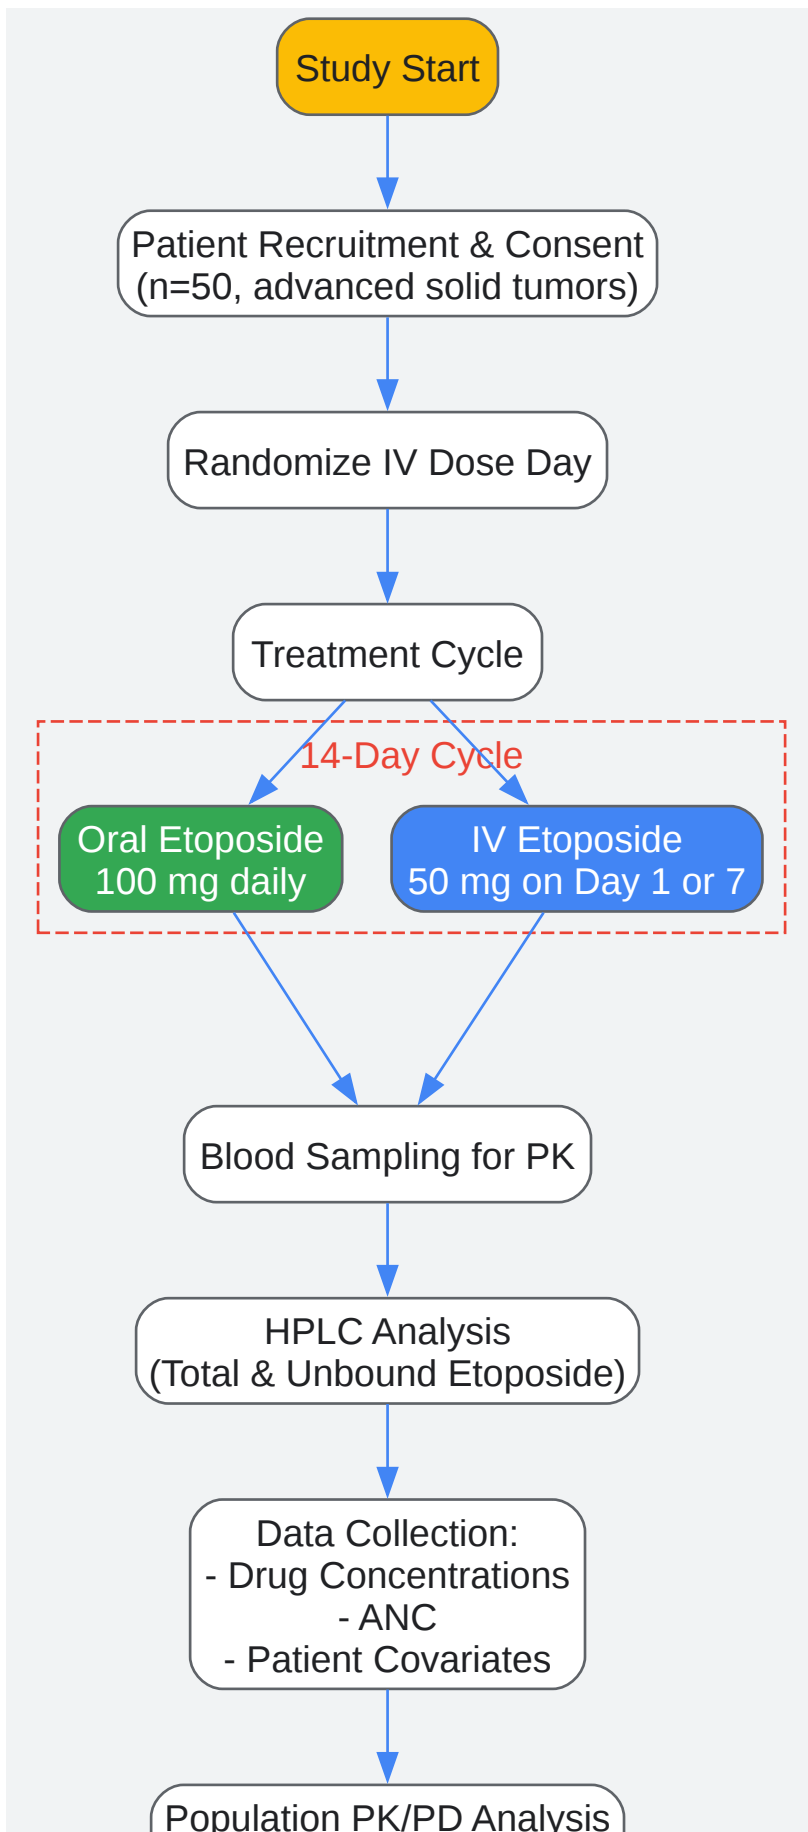 Study Start
Patient Recruitment & Consent
(n=50, advanced solid tumors)
Randomize IV Dose Day
Treatment Cycle
14-Day Cycle
Oral Etoposide
100 mg daily
IV Etoposide
50 mg on Day 1 or 7
Blood Sampling for PK
HPLC Analysis
(Total & Unbound Etoposide)
Data Collection:
- Drug Concentrations
- ANC
- Patient Covariates
Population PK/PD Analysis